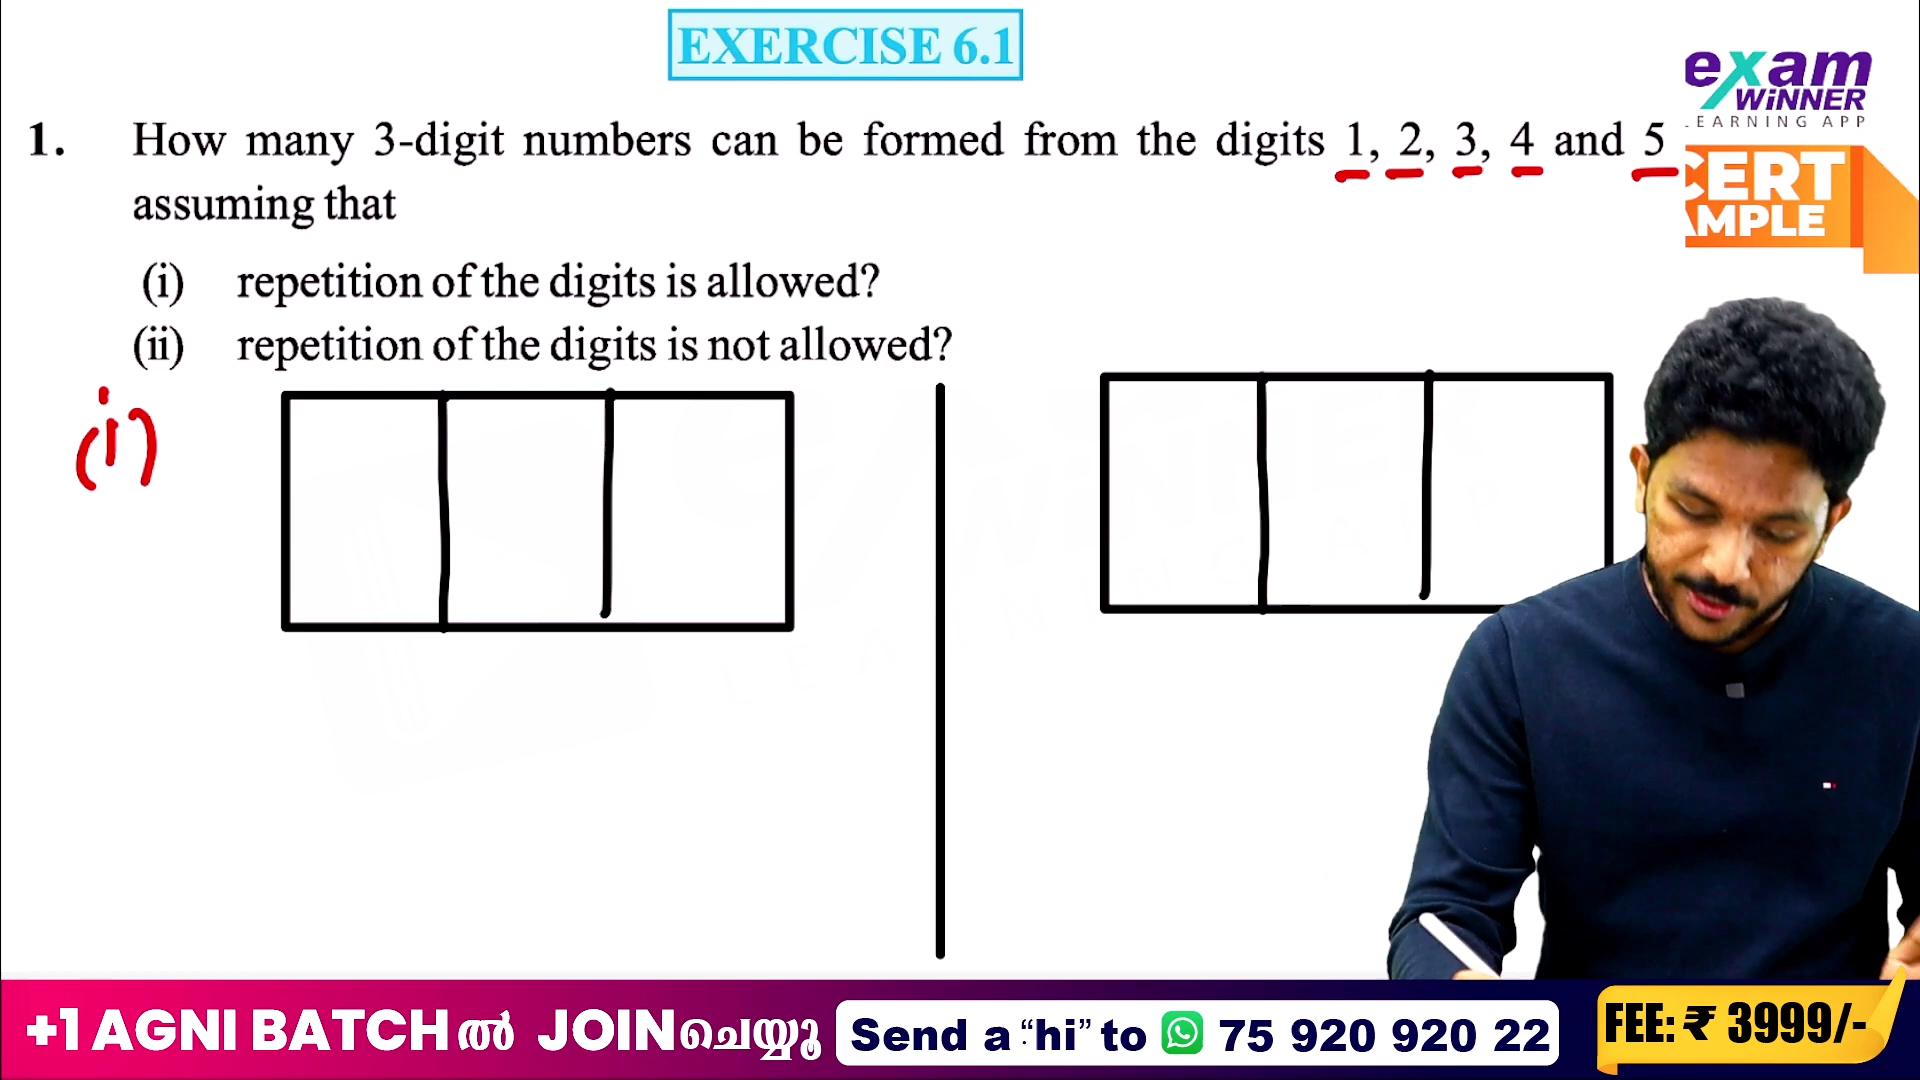 EXERCISE 6.1
exam
WiNNER
LEARNING APP
1. How many 3-digit numbers can be formed from the digits 1, 2, 3, 4 and 5
assuming that
CERT
AMPLE
(i) repetition of the digits is allowed?
(ii) repetition of the digits is not allowed?
(i)
+1 AGNI BATCH ൽ JOIN ചെയ്യൂ
Send a “hi” to 75 920 920 22
FEE: ₹ 3999/-